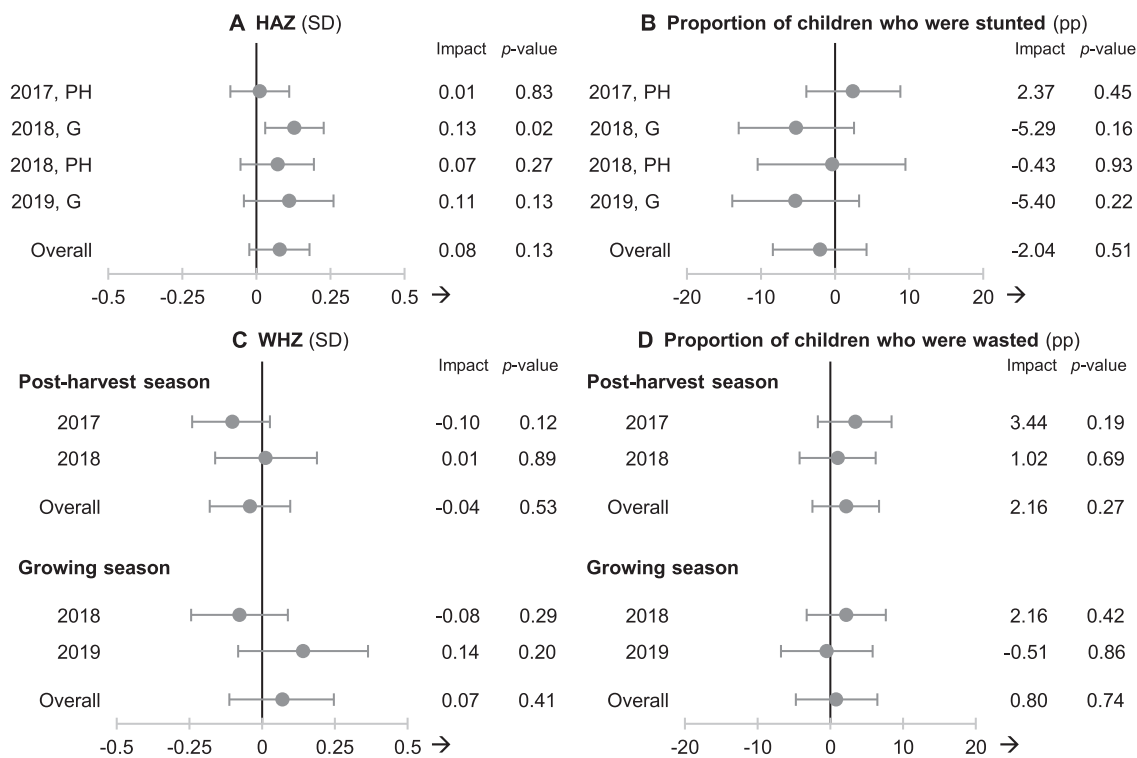 A HAZ (SD)
Impact p-value
2017, PH 0.01 0.83
2018, G 0.13 0.02
2018, PH 0.07 0.27
2019, G 0.11 0.13
Overall 0.08 0.13
-0.5 -0.25 0 0.25 0.5 →
B Proportion of children who were stunted (pp)
Impact p-value
2017, PH 2.37 0.45
2018, G -5.29 0.16
2018, PH -0.43 0.93
2019, G -5.40 0.22
Overall -2.04 0.51
-20 -10 0 10 20 →
C WHZ (SD)
Impact p-value
Post-harvest season
2017 -0.10 0.12
2018 0.01 0.89
Overall -0.04 0.53
Growing season
2018 -0.08 0.29
2019 0.14 0.20
Overall 0.07 0.41
-0.5 -0.25 0 0.25 0.5 →
D Proportion of children who were wasted (pp)
Impact p-value
Post-harvest season
2017 3.44 0.19
2018 1.02 0.69
Overall 2.16 0.27
Growing season
2018 2.16 0.42
2019 -0.51 0.86
Overall 0.80 0.74
-20 -10 0 10 20 →